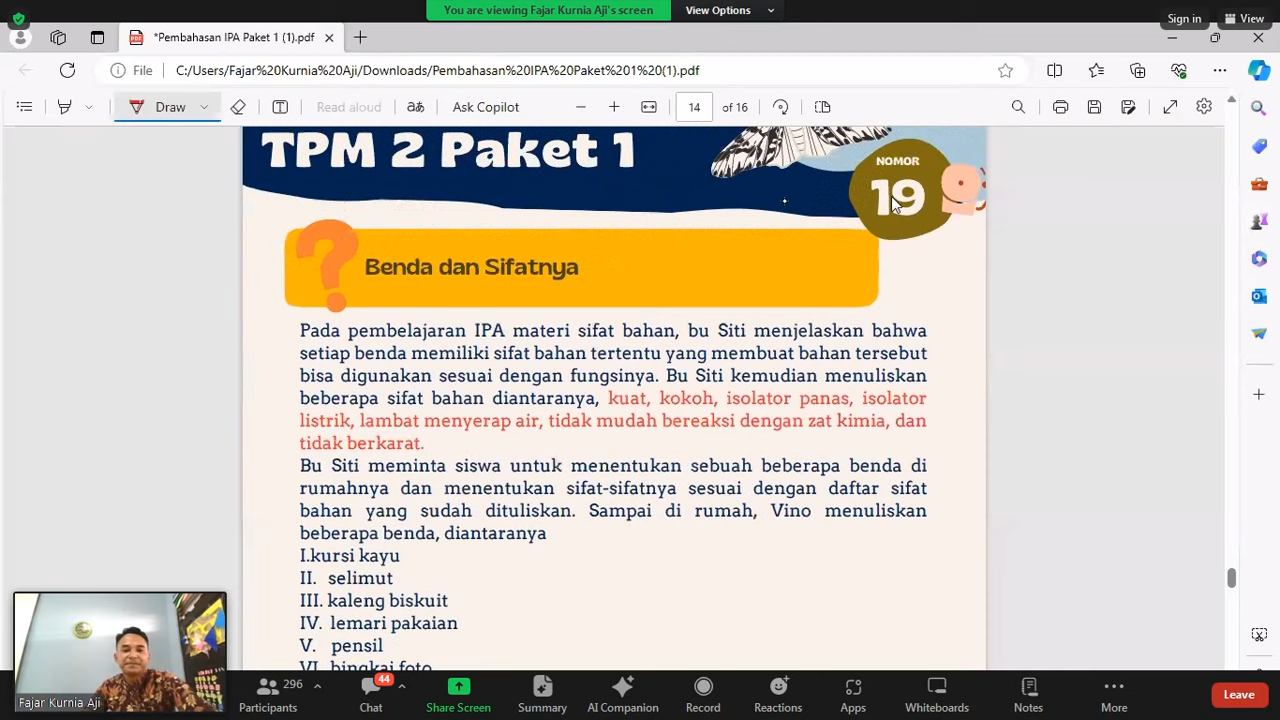 You are viewing Fajar Kurnia Aji's screen
View Options
Sign in
View
*Pembahasan IPA Paket 1 (1).pdf
File
C:/Users/Fajar%20Kurnia%20Aji/Downloads/Pembahasan%20IPA%20Paket%201%20(1).pdf
Draw
Read aloud
aあ
Ask Copilot
14 of 16
TPM 2 Paket 1
NOMOR
19
?
Benda dan Sifatnya
Pada pembelajaran IPA materi sifat bahan, bu Siti menjelaskan bahwa
setiap benda memiliki sifat bahan tertentu yang membuat bahan tersebut
bisa digunakan sesuai dengan fungsinya. Bu Siti kemudian menuliskan
beberapa sifat bahan diantaranya, kuat, kokoh, isolator panas, isolator
listrik, lambat menyerap air, tidak mudah bereaksi dengan zat kimia, dan
tidak berkarat.
Bu Siti meminta siswa untuk menentukan sebuah beberapa benda di
rumahnya dan menentukan sifat-sifatnya sesuai dengan daftar sifat
bahan yang sudah dituliskan. Sampai di rumah, Vino menuliskan
beberapa benda, diantaranya
I.kursi kayu
II. selimut
III. kaleng biskuit
IV. lemari pakaian
V. pensil
VI. bingkai foto
Fajar Kurnia Aji
296
Participants
44
Chat
Share Screen
Summary
AI Companion
Record
Reactions
Apps
Whiteboards
Notes
More
Leave